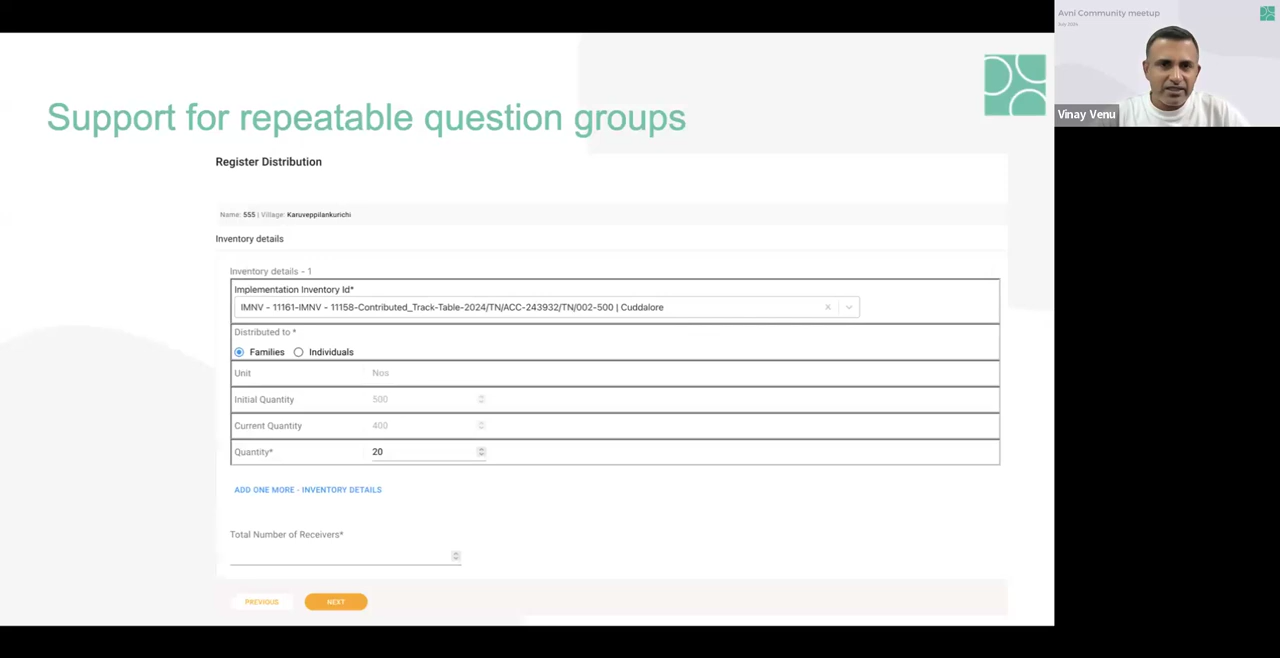 Support for repeatable question groups
Register Distribution
Name: 555 | Village: Karuveppilankurichi
Inventory details
Inventory details - 1
Implementation Inventory Id*
IMNV - 11161-IMNV - 11158-Contributed_Track-Table-2024/TN/ACC-243932/TN/002-500 | Cuddalore
Distributed to *
Families Individuals
Unit Nos
Initial Quantity 500
Current Quantity 400
Quantity* 20
ADD ONE MORE - INVENTORY DETAILS
Total Number of Receivers*
PREVIOUS NEXT
Avni Community meetup
Vinay Venu